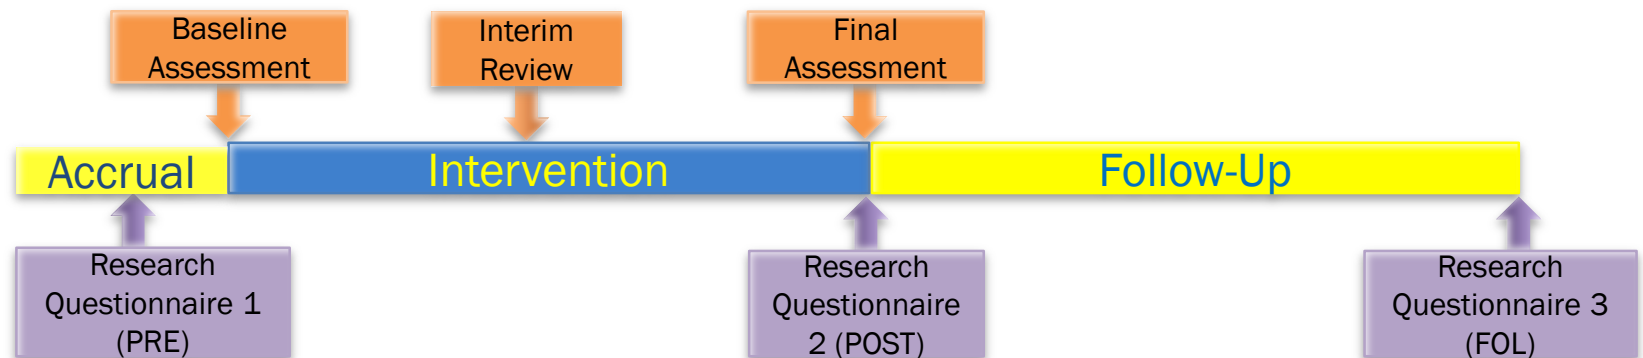 Baseline
Assessment
Interim
Review
Final
Assessment
Accrual
Intervention
Follow-Up
Research
Questionnaire 1
(PRE)
Research
Questionnaire
2 (POST)
Research
Questionnaire 3
(FOL)